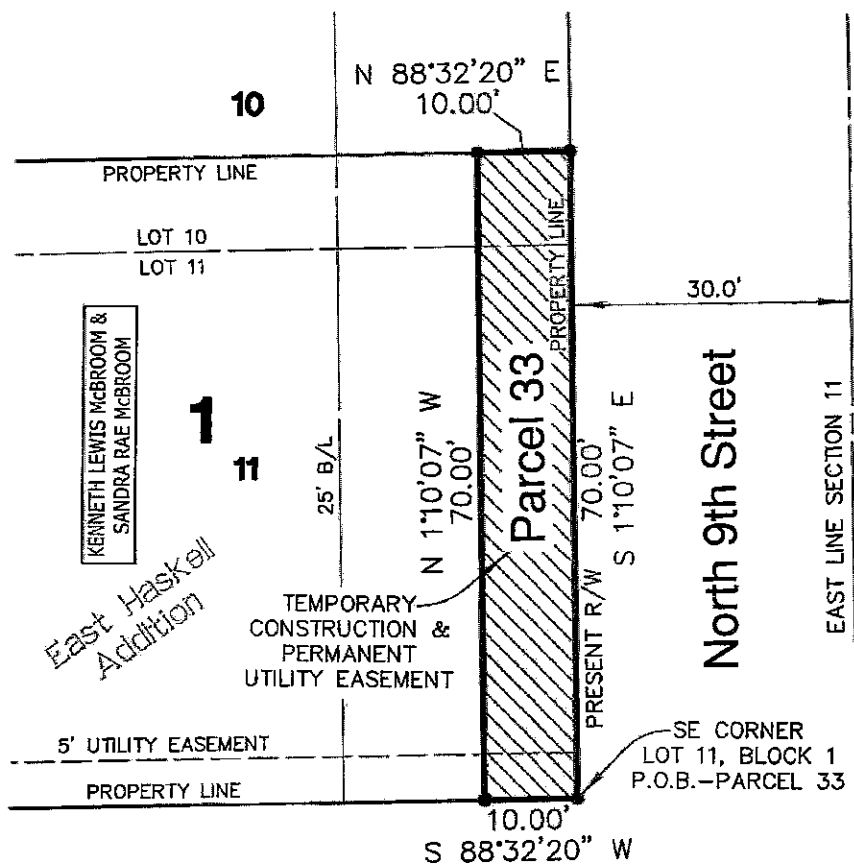 N 88°32'20" E
10.00'
10
PROPERTY LINE
LOT 10
LOT 11
PROPERTY LINE
30.0'
KENNETH LEWIS McBROOM &
SANDRA RAE McBROOM
1
11
25' B/L
N 1°10'07" W
70.00'
Parcel 33
70.00'
S 1°10'07" E
North 9th Street
EAST LINE SECTION 11
East Haskell
Addition
TEMPORARY
CONSTRUCTION &
PERMANENT
UTILITY EASEMENT
PRESENT R/W
5' UTILITY EASEMENT
SE CORNER
LOT 11, BLOCK 1
P.O.B.-PARCEL 33
PROPERTY LINE
10.00'
S 88°32'20" W